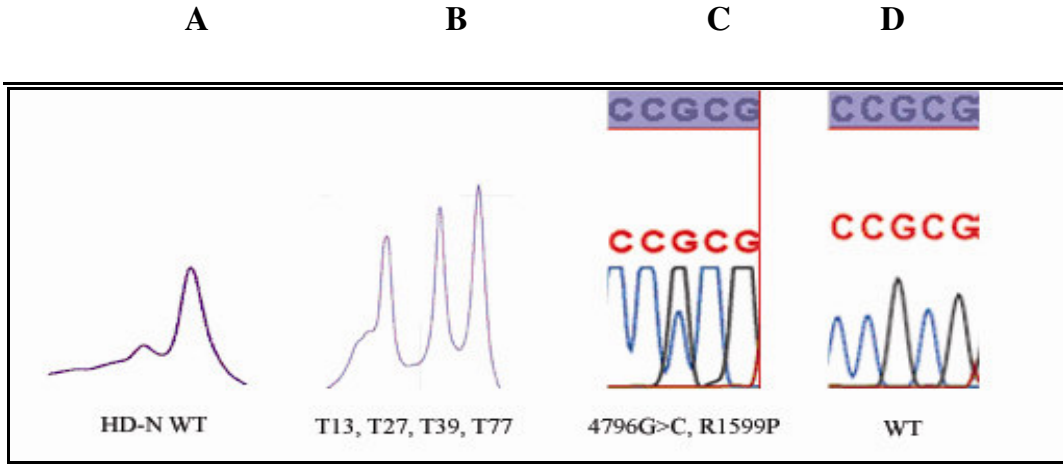 A B C D
CCGCG CCGCG
CCGCG CCGCG
HD-N WT T13, T27, T39, T77 4796G>C, R1599P WT